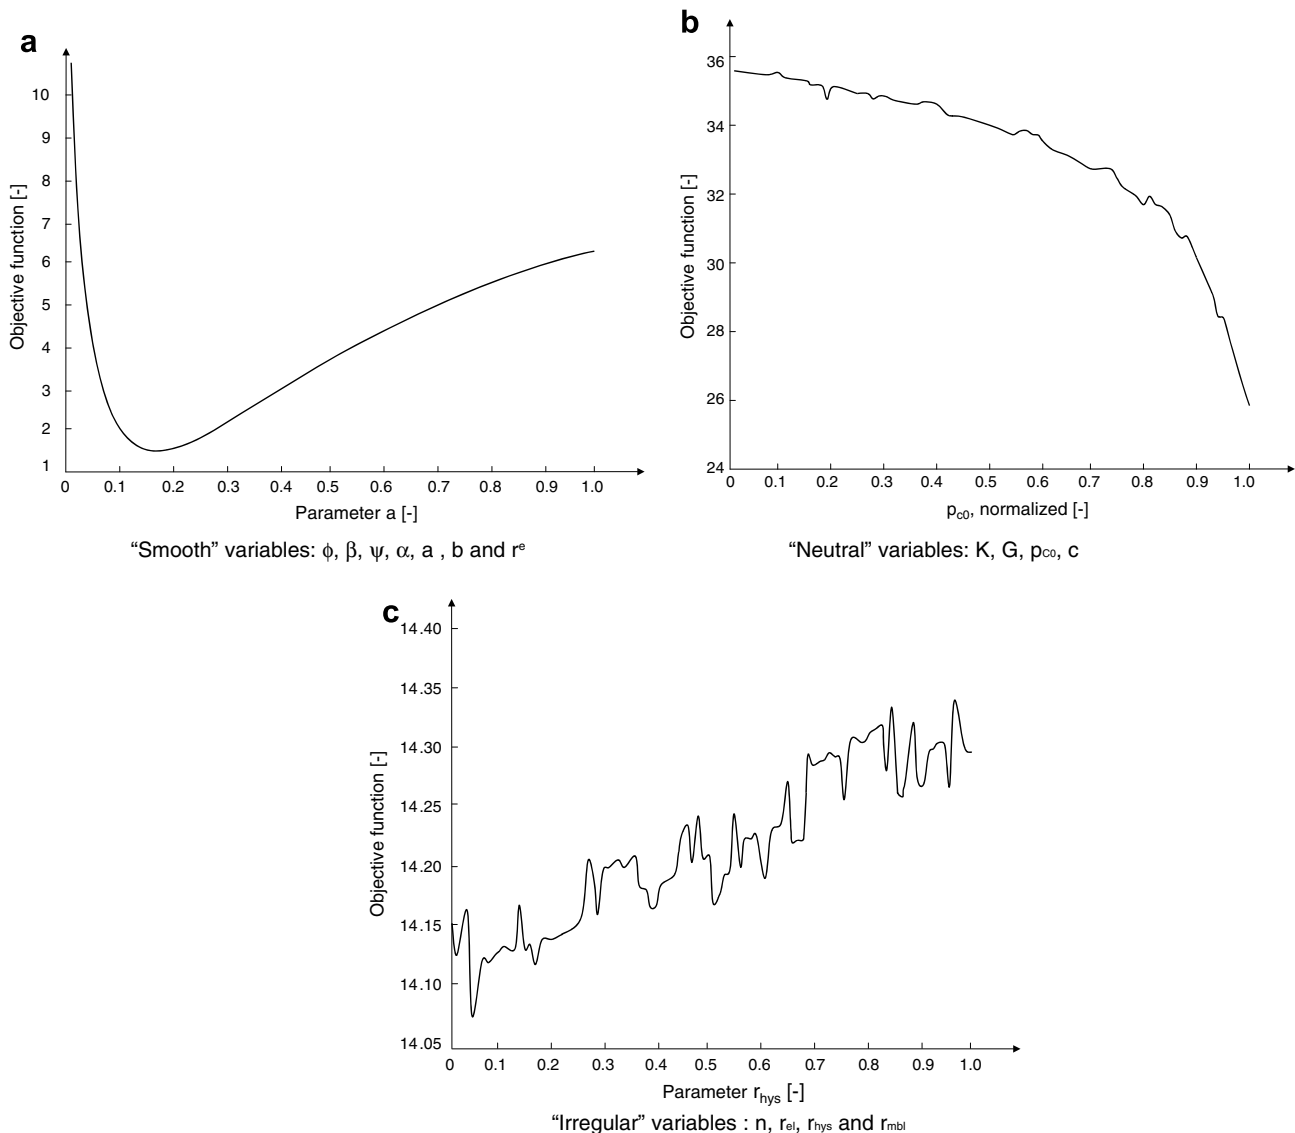 a
Objective function [-]
10
9
8
7
6
5
4
3
2
1
0 0.1 0.2 0.3 0.4 0.5 0.6 0.7 0.8 0.9 1.0
Parameter a [-]
“Smooth” variables: ϕ, β, ψ, α, a , b and rᵉ
b
Objective function [-]
36
34
32
30
28
26
24
0 0.1 0.2 0.3 0.4 0.5 0.6 0.7 0.8 0.9 1.0
pc0, normalized [-]
“Neutral” variables: K, G, pC0, c
c
Objective function [-]
14.40
14.35
14.30
14.25
14.20
14.15
14.10
14.05
0 0.1 0.2 0.3 0.4 0.5 0.6 0.7 0.8 0.9 1.0
Parameter rhys [-]
“Irregular” variables : n, rel, rhys and rmbl